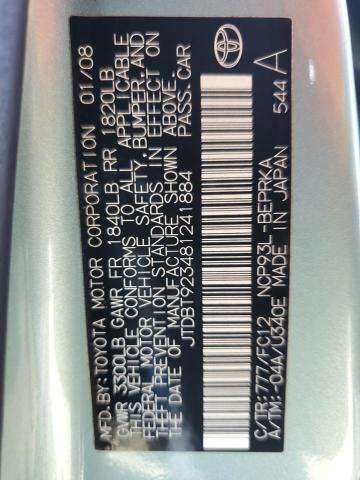 MFD.BY:TOYOTA MOTOR CORPORATION 01/08
GVWR 3300LB GAWR FR 1840LB RR 1820LB
THIS VEHICLE CONFORMS TO ALL APPLICABLE
FEDERAL MOTOR VEHICLE SAFETY, BUMPER, AND
THEFT PREVENTION STANDARDS IN EFFECT ON
THE DATE OF MANUFACTURE SHOWN ABOVE.
JTDBT923481241884 PASS.CAR
C/TR:777/FC12 NCP93L-BEPRKA
A/TM:-04A/U340E MADE IN JAPAN 544 A
TOYOTA